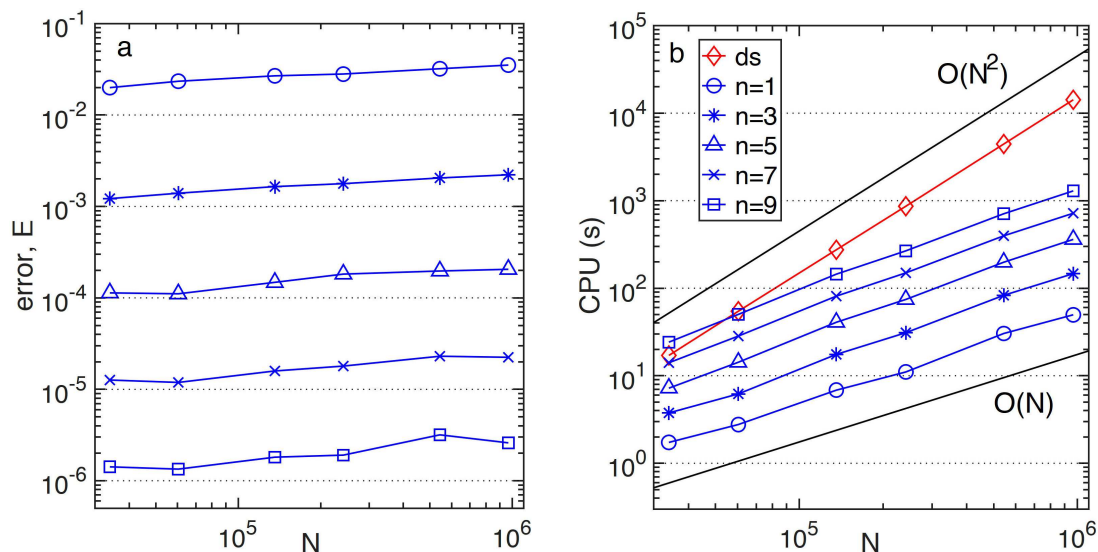 a
10^-1
10^-2
10^-3
10^-4
10^-5
10^-6
error, E
10^5
10^6
N
b
ds
n=1
n=3
n=5
n=7
n=9
O(N^2)
O(N)
10^5
10^4
10^3
10^2
10^1
10^0
CPU (s)
10^5
10^6
N